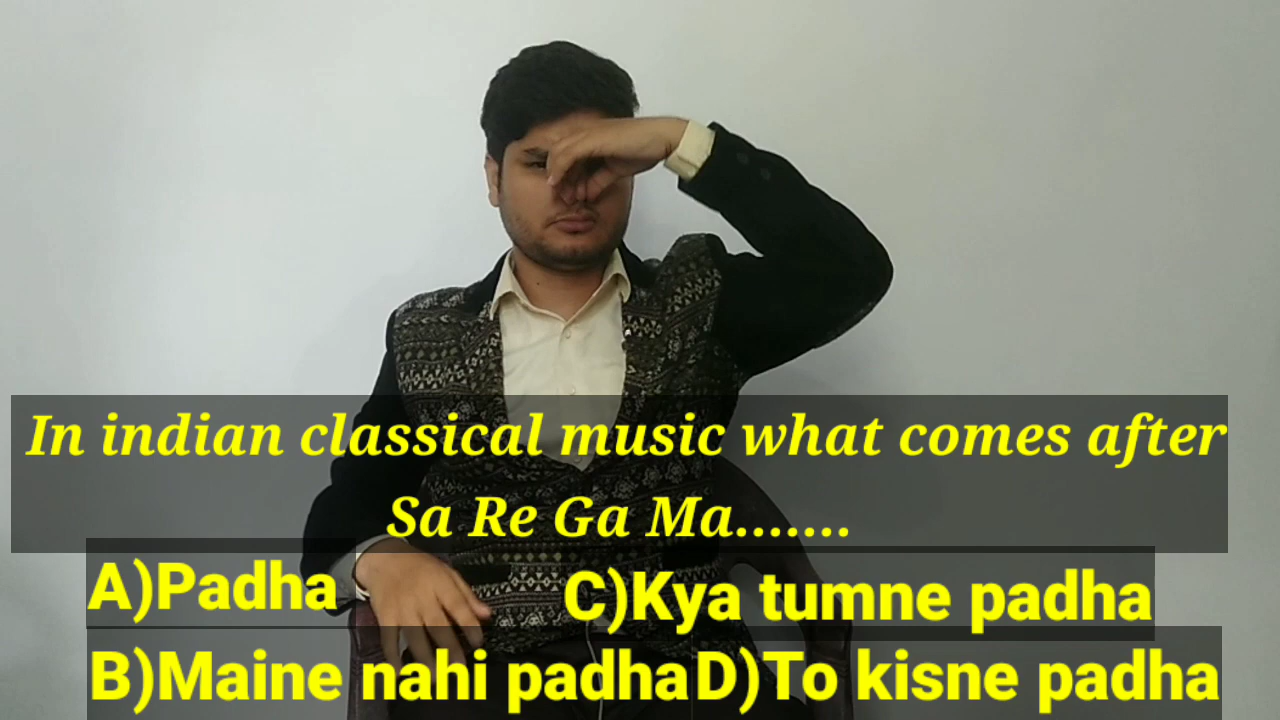 In indian classical music what comes after
Sa Re Ga Ma.......
A)Padha
C)Kya tumne padha
B)Maine nahi padha
D)To kisne padha